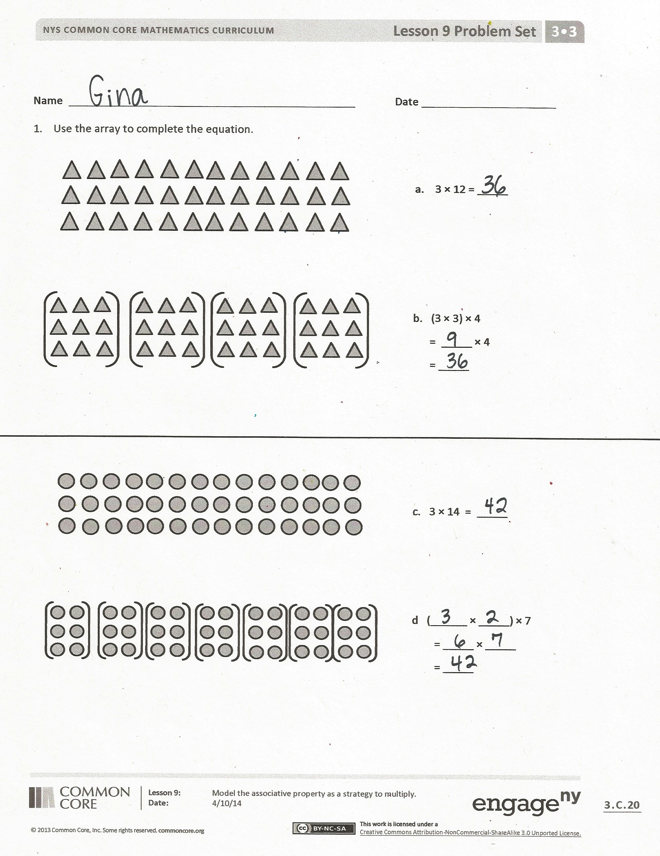 NYS COMMON CORE MATHEMATICS CURRICULUM
Lesson 9 Problem Set 3•3
Name Gina Date
1. Use the array to complete the equation.
a. 3 × 12 = 36
b. (3 × 3) × 4
= 9 × 4
= 36
c. 3 × 14 = 42
d (3 × 2) × 7
= 6 × 7
= 42
COMMON
CORE
Lesson 9: Model the associative property as a strategy to multiply.
Date: 4/10/14
engage ny
3.C.20
© 2013 Common Core, Inc. Some rights reserved. commoncore.org
cc BY-NC-SA
This work is licensed under a
Creative Commons Attribution-NonCommercial-ShareAlike 3.0 Unported License.